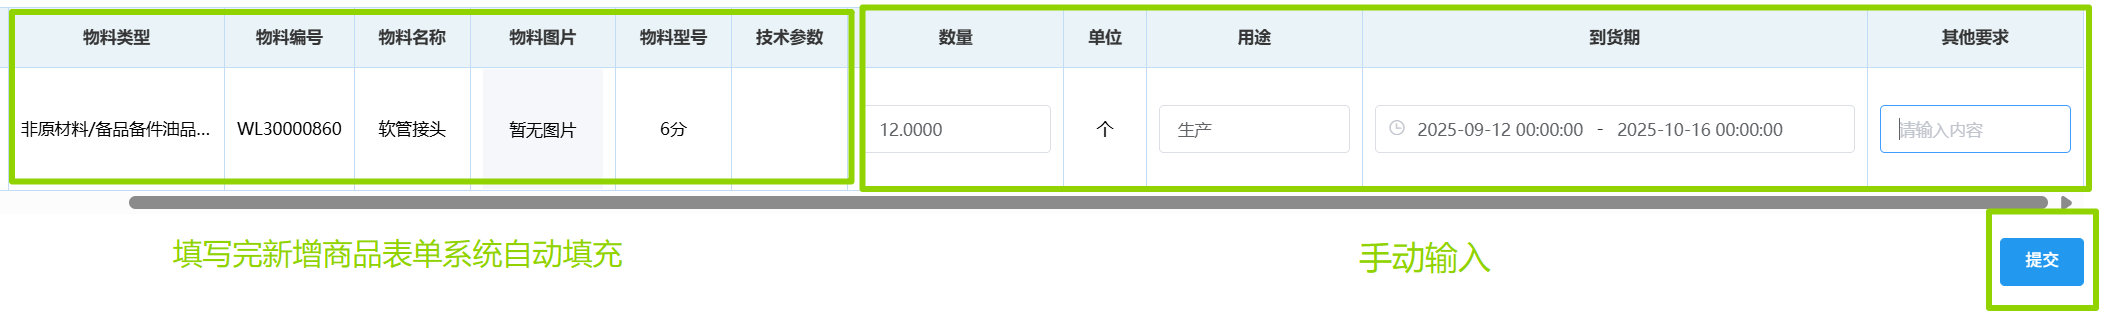 物料类型 物料编号 物料名称 物料图片 物料型号 技术参数 数量 单位 用途 到货期 其他要求
非原材料/备品备件油品... WL30000860 软管接头 暂无图片 6分 12.0000 个 生产 2025-09-12 00:00:00 - 2025-10-16 00:00:00 请输入内容
填写完新增商品表单系统自动填充 手动输入 提交